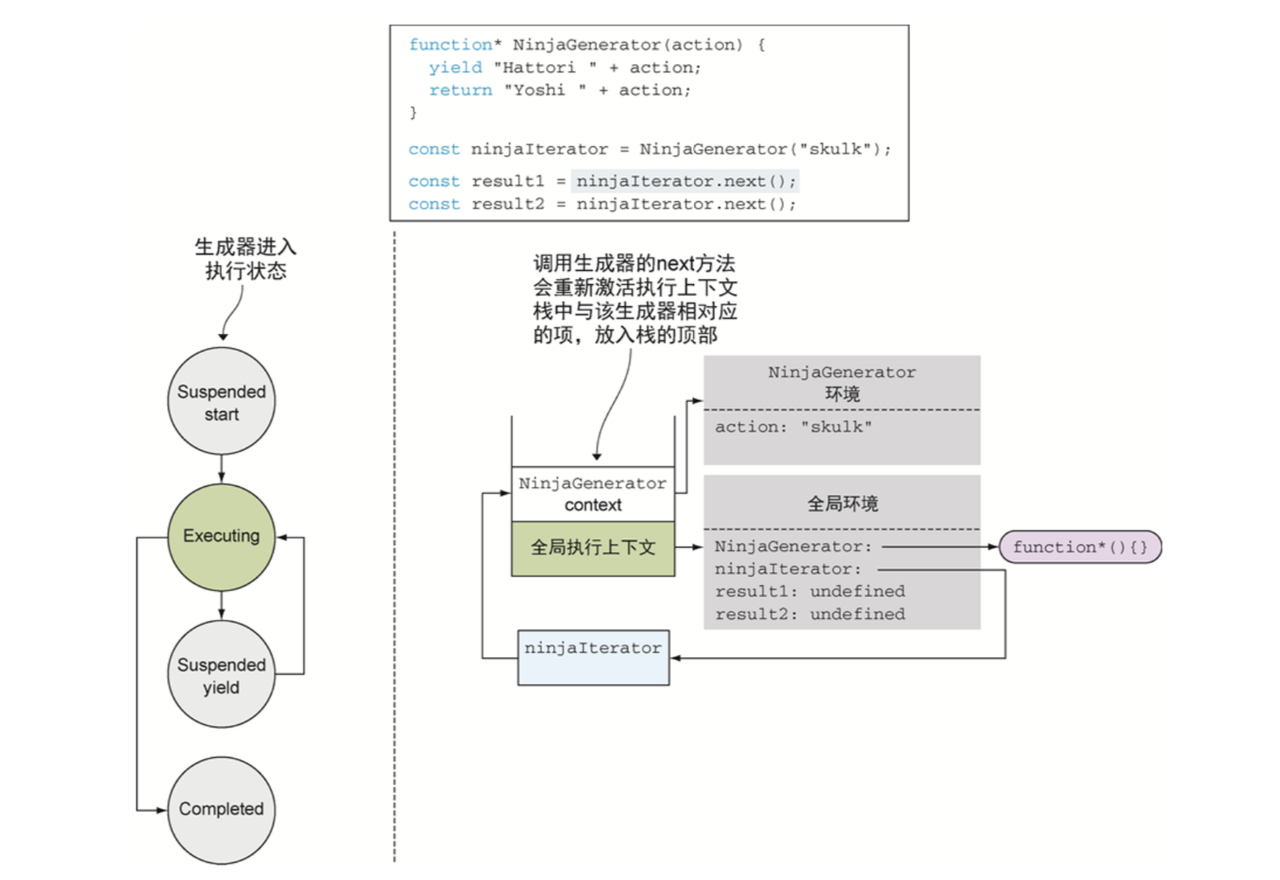 function* NinjaGenerator(action) {
  yield "Hattori " + action;
  return "Yoshi " + action;
}
const ninjaIterator = NinjaGenerator("skulk");
const result1 = ninjaIterator.next();
const result2 = ninjaIterator.next();
生成器进入
执行状态
Suspended
start
Executing
Suspended
yield
Completed
调用生成器的next方法
会重新激活执行上下文
栈中与该生成器相对应
的项，放入栈的顶部
NinjaGenerator
context
全局执行上下文
ninjaIterator
NinjaGenerator
环境
action: "skulk"
全局环境
NinjaGenerator:
ninjaIterator:
result1: undefined
result2: undefined
function*(){}